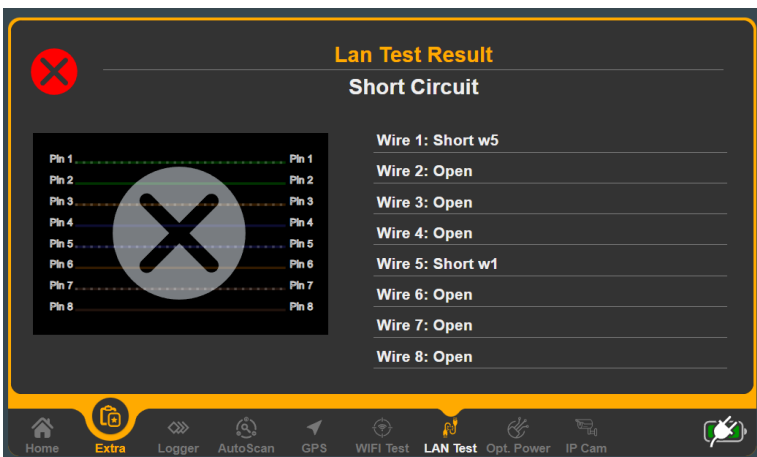 Lan Test Result
Short Circuit
Pin 1 Pin 1
Pin 2 Pin 2
Pin 3 Pin 3
Pin 4 Pin 4
Pin 5 Pin 5
Pin 6 Pin 6
Pin 7 Pin 7
Pin 8 Pin 8
Wire 1: Short w5
Wire 2: Open
Wire 3: Open
Wire 4: Open
Wire 5: Short w1
Wire 6: Open
Wire 7: Open
Wire 8: Open
Home Extra Logger AutoScan GPS WIFI Test LAN Test Opt. Power IP Cam